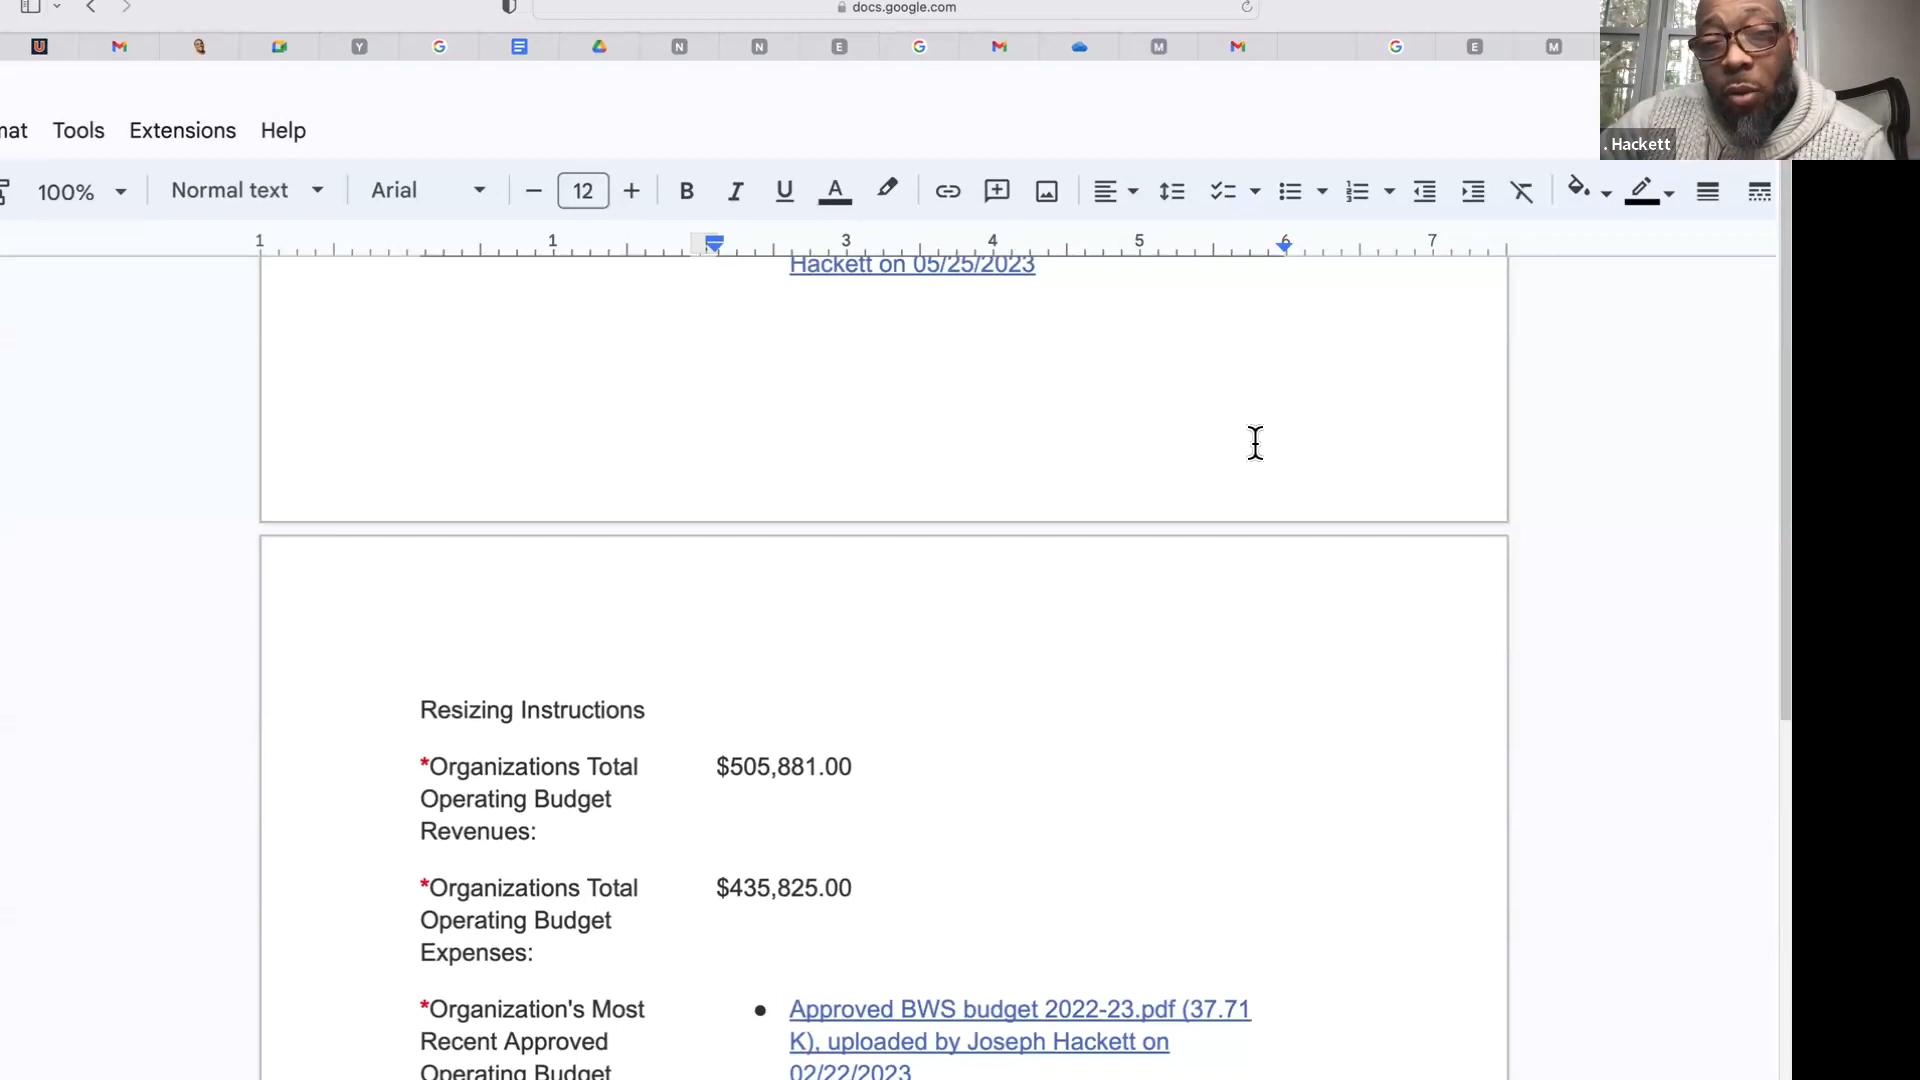 docs.google.com
Y
G
N
N
E
G
M
G
E
M
mat Tools Extensions Help
100% Normal text Arial − 12 + B I U A
1 1 3 4 5 6 7
. Hackett
Hackett on 05/25/2023
Resizing Instructions
*Organizations Total
Operating Budget
Revenues:
$505,881.00
*Organizations Total
Operating Budget
Expenses:
$435,825.00
*Organization's Most
Recent Approved
Operating Budget
● Approved BWS budget 2022-23.pdf (37.71
K), uploaded by Joseph Hackett on
02/22/2023